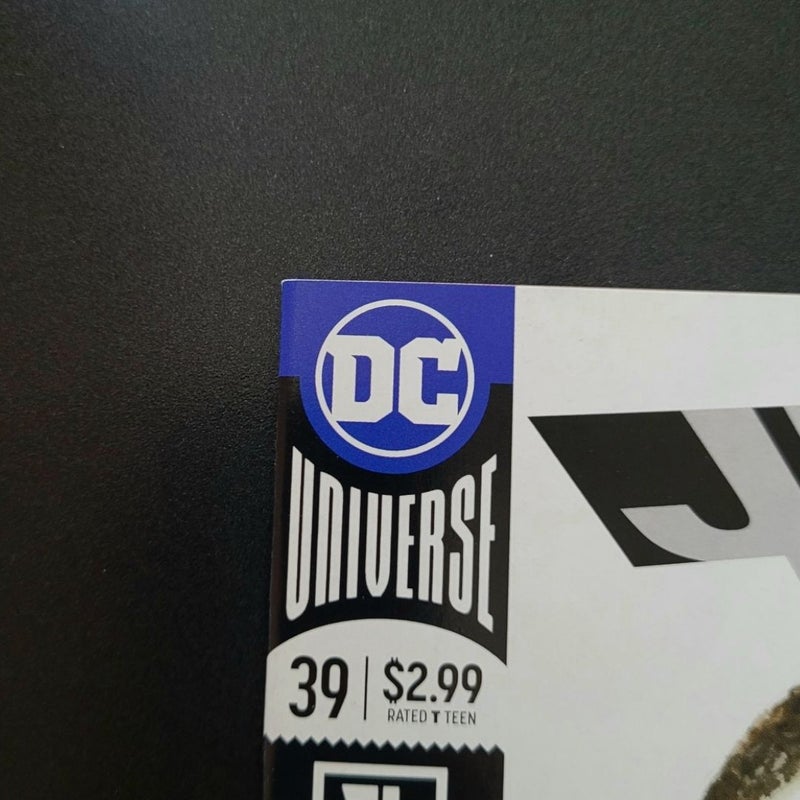 DC
UNIVERSE
39 | $2.99
RATED T TEEN
J